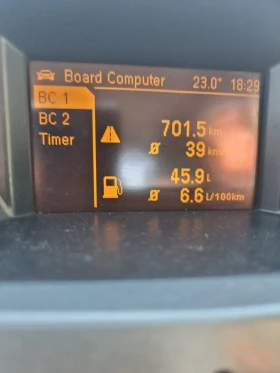 Board Computer 23.0° 18:29
BC 1
BC 2
Timer
701.5 km
Ø 39 km/h
45.9 L
Ø 6.6 L/100km